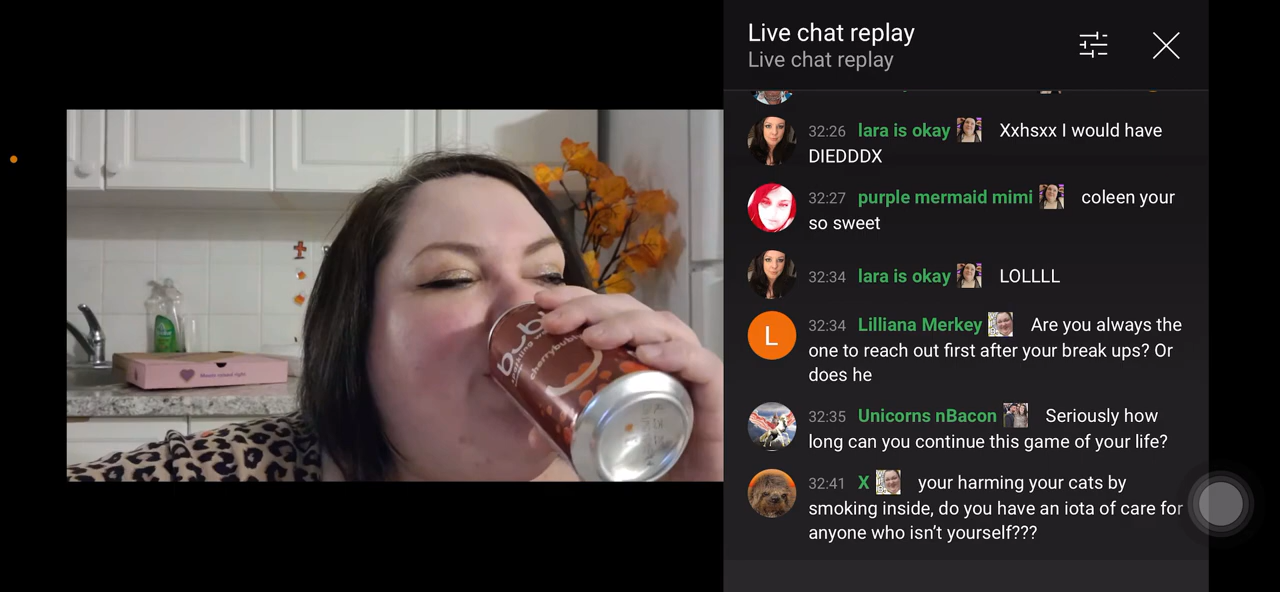 Live chat replay
Live chat replay
32:26 lara is okay Xxhsxx I would have
DIEDDDX
32:27 purple mermaid mimi coleen your
so sweet
32:34 lara is okay LOLLLL
L
32:34 Lilliana Merkey Are you always the
one to reach out first after your break ups? Or
does he
32:35 Unicorns nBacon Seriously how
long can you continue this game of your life?
32:41 X your harming your cats by
smoking inside, do you have an iota of care for
anyone who isn't yourself???
bubl